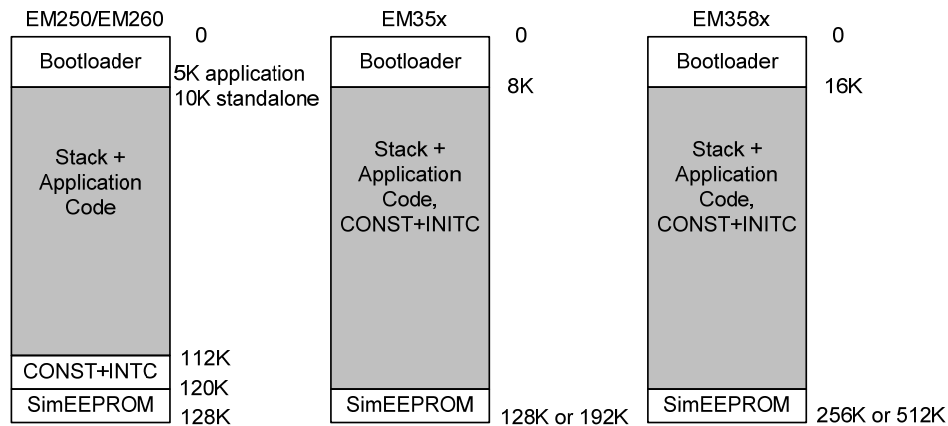 EM250/EM260
0
Bootloader
5K application
10K standalone
Stack +
Application
Code
112K
CONST+INTC
120K
SimEEPROM
128K
EM35x
0
Bootloader
8K
Stack +
Application
Code,
CONST+INITC
SimEEPROM
128K or 192K
EM358x
0
Bootloader
16K
Stack +
Application
Code,
CONST+INITC
SimEEPROM
256K or 512K